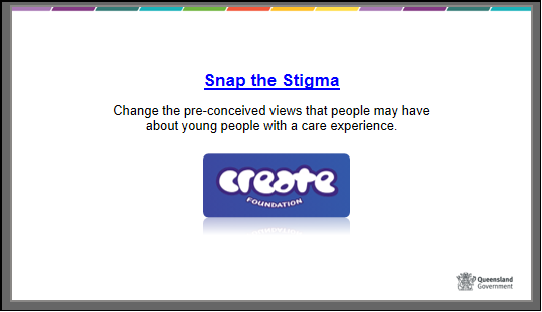 Snap the Stigma
Change the pre-conceived views that people may have
about young people with a care experience.
create
FOUNDATION
Queensland
Government